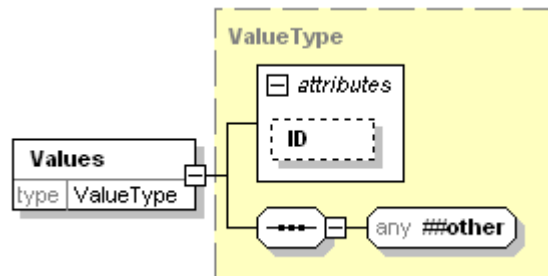 ValueType
attributes
ID
Values
type ValueType
any ##other